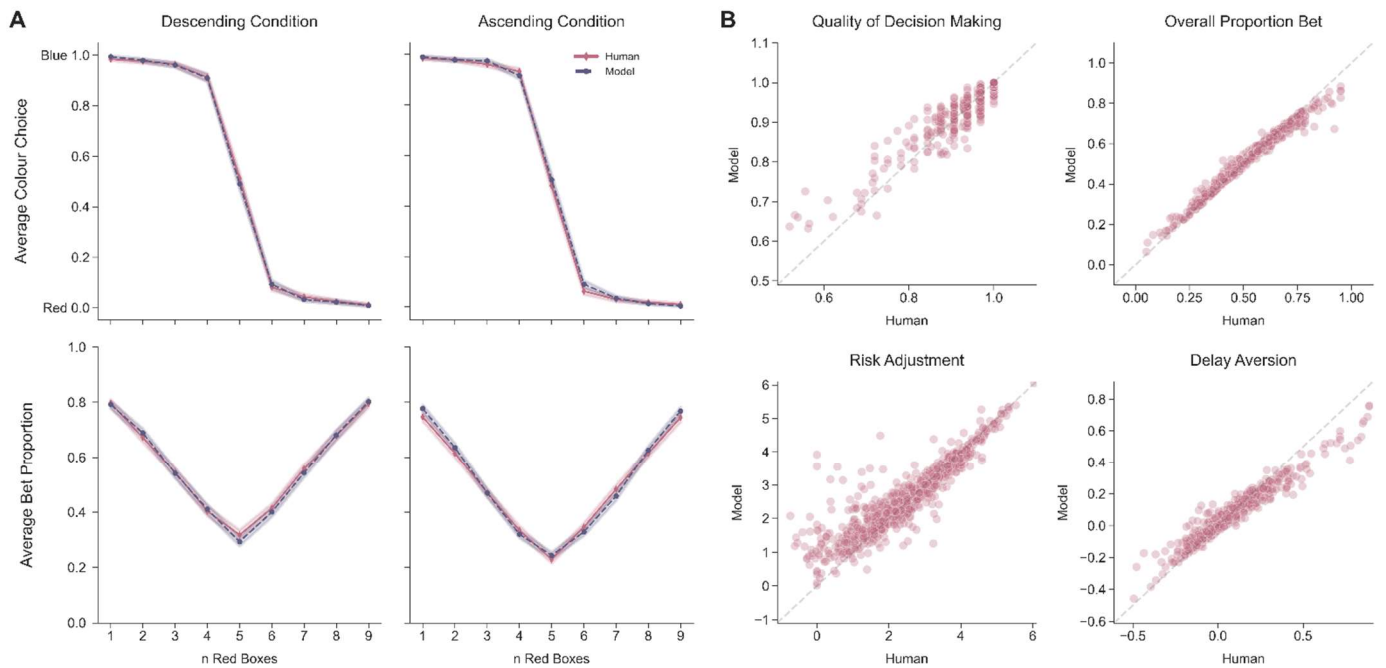 A
Descending Condition
Ascending Condition
Human
Model
Average Colour Choice
Blue 1.0
0.8
0.6
0.4
0.2
Red 0.0
Average Bet Proportion
1.0
0.8
0.6
0.4
0.2
0.0
1 2 3 4 5 6 7 8 9
n Red Boxes
1 2 3 4 5 6 7 8 9
n Red Boxes
B
Quality of Decision Making
Model
1.1
1.0
0.9
0.8
0.7
0.6
0.5
0.6 0.8 1.0
Human
Overall Proportion Bet
Model
1.0
0.8
0.6
0.4
0.2
0.0
0.00 0.25 0.50 0.75 1.00
Human
Risk Adjustment
Model
6
5
4
3
2
1
0
−1
0 2 4 6
Human
Delay Aversion
Model
0.8
0.6
0.4
0.2
0.0
−0.2
−0.4
−0.6
−0.5 0.0 0.5
Human